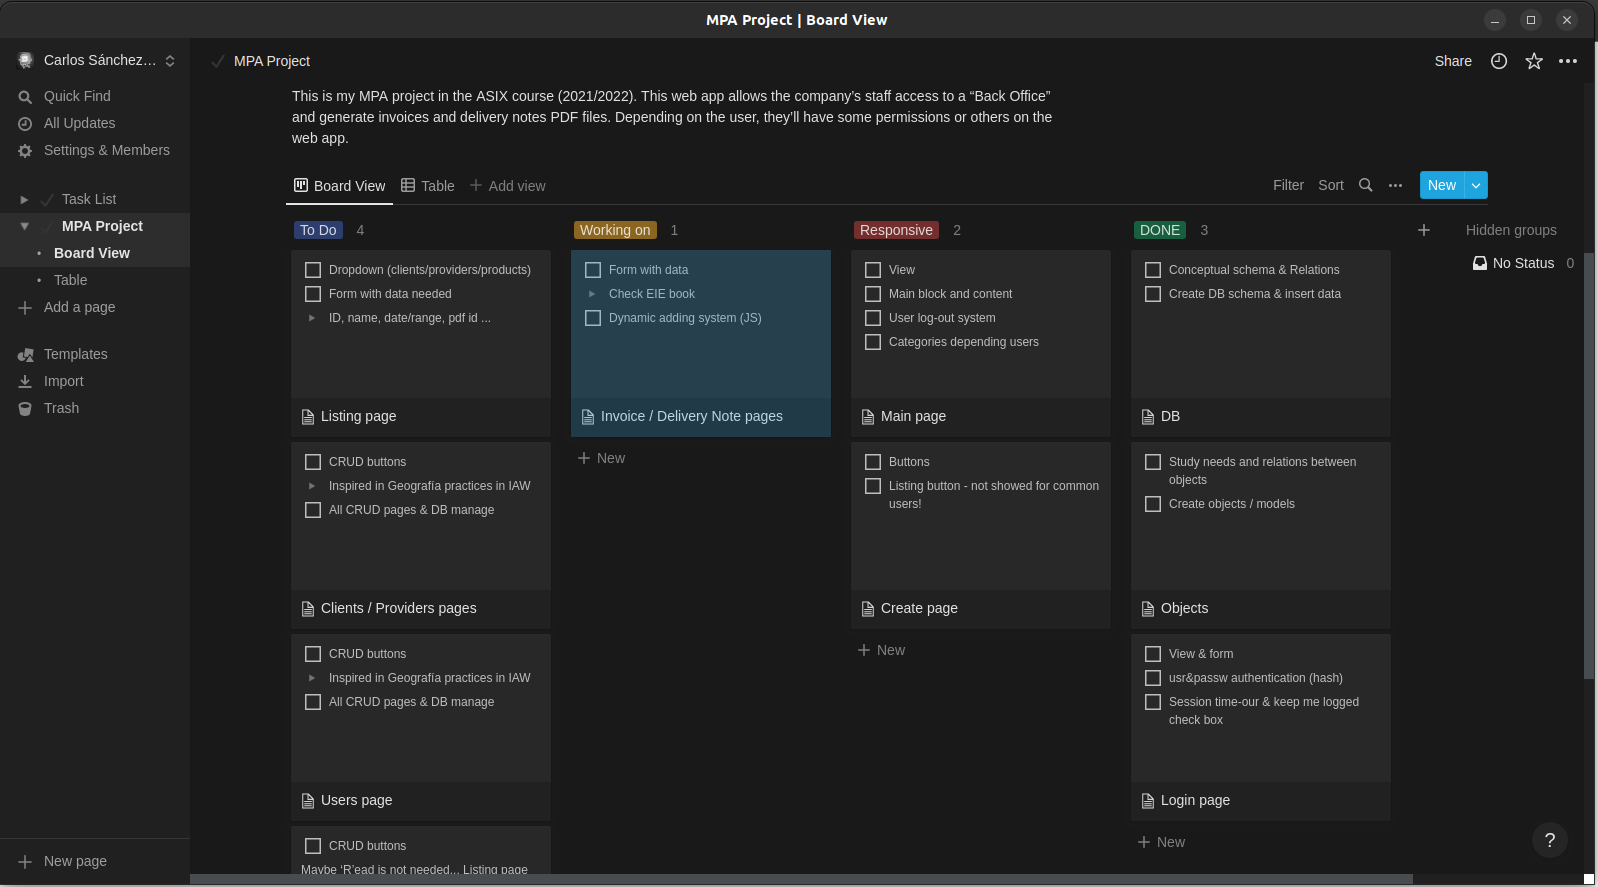 MPA Project | Board View
Carlos Sánchez...
Quick Find
All Updates
Settings & Members
Task List
MPA Project
Board View
Table
Add a page
Templates
Import
Trash
New page
MPA Project
Share
This is my MPA project in the ASIX course (2021/2022). This web app allows the company's staff access to a “Back Office”
and generate invoices and delivery notes PDF files. Depending on the user, they'll have some permissions or others on the
web app.
Board View
Table
Add view
Filter
Sort
New
To Do 4
Dropdown (clients/providers/products)
Form with data needed
ID, name, date/range, pdf id ...
Listing page
CRUD buttons
Inspired in Geografía practices in IAW
All CRUD pages & DB manage
Clients / Providers pages
CRUD buttons
Inspired in Geografía practices in IAW
All CRUD pages & DB manage
Users page
CRUD buttons
Maybe ‘R’ead is not needed... Listing page
Working on 1
Form with data
Check EIE book
Dynamic adding system (JS)
Invoice / Delivery Note pages
New
Responsive 2
View
Main block and content
User log-out system
Categories depending users
Main page
Buttons
Listing button - not showed for common
users!
Create page
New
DONE 3
Conceptual schema & Relations
Create DB schema & insert data
DB
Study needs and relations between
objects
Create objects / models
Objects
View & form
usr&passw authentication (hash)
Session time-our & keep me logged
check box
Login page
New
Hidden groups
No Status 0
?